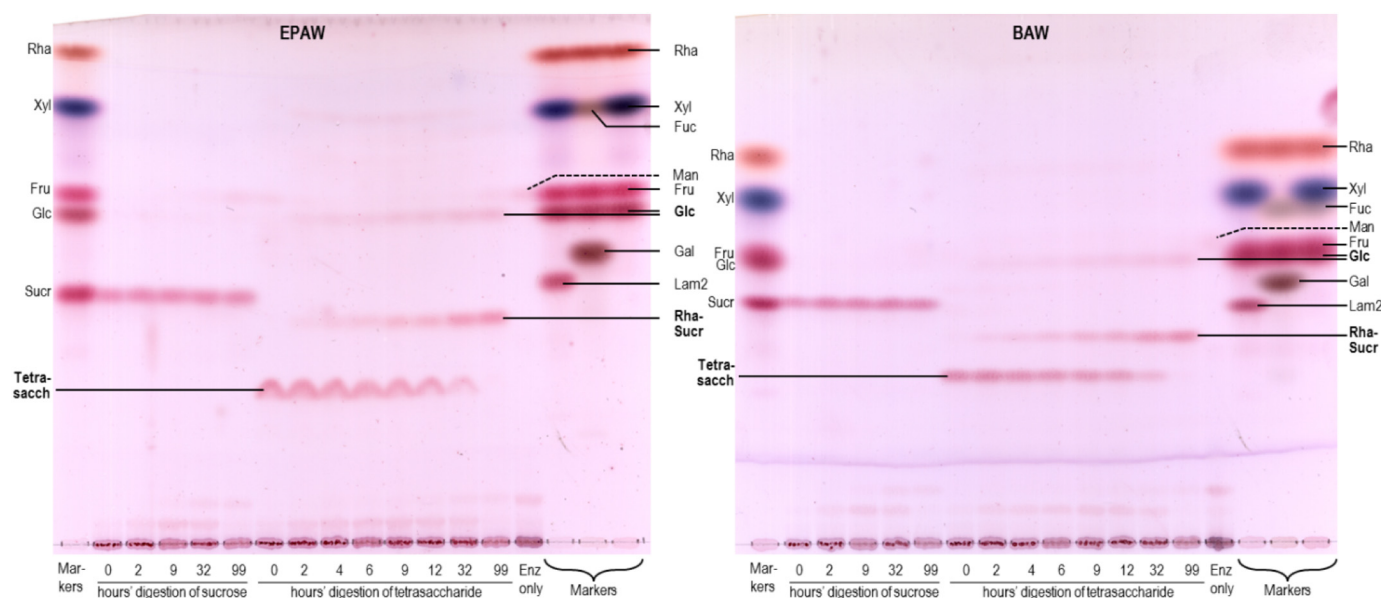 EPAW
Rha
Xyl
Fru
Glc
Sucr
Tetra-
sacch
Rha
Xyl
Fuc
Man
Fru
Glc
Gal
Lam2
Rha-
Sucr
Mar-
kers
0 2 9 32 99
hours' digestion of sucrose
0 2 4 6 9 12 32 99
hours' digestion of tetrasaccharide
Enz
only
Markers
BAW
Rha
Xyl
Fru
Glc
Sucr
Tetra-
sacch
Rha
Xyl
Fuc
Man
Fru
Glc
Gal
Lam2
Rha-
Sucr
Mar-
kers
0 2 9 32 99
hours' digestion of sucrose
0 2 4 6 9 12 32 99
hours' digestion of tetrasaccharide
Enz
only
Markers